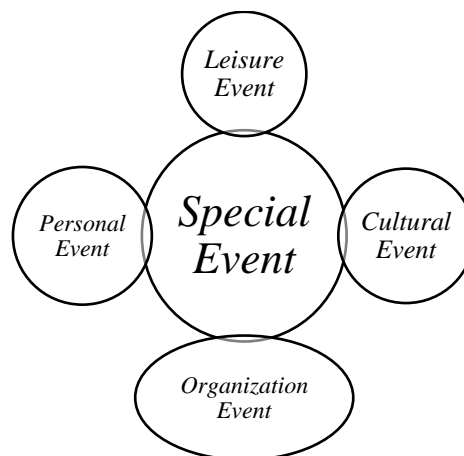 Leisure
Event
Personal
Event
Special
Event
Cultural
Event
Organization
Event